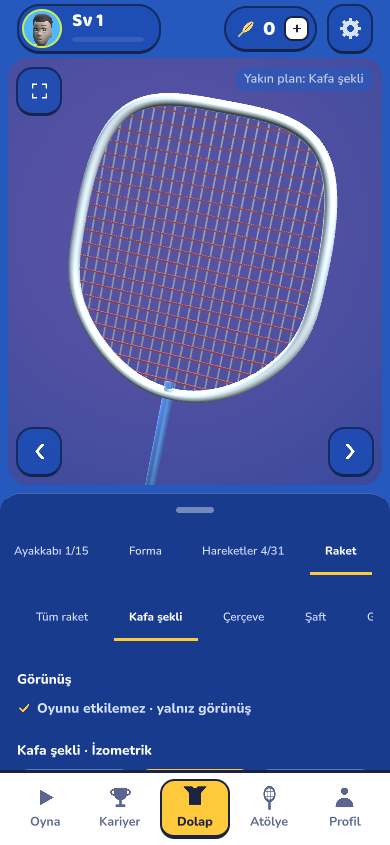 Sv 1
0
+
Yakın plan: Kafa şekli
Ayakkabı 1/15 Forma Hareketler 4/31 Raket
Tüm raket Kafa şekli Çerçeve Şaft
Görünüş
Oyunu etkilemez · yalnız görünüş
Kafa şekli · İzometrik
Oyna Kariyer Dolap Atölye Profil